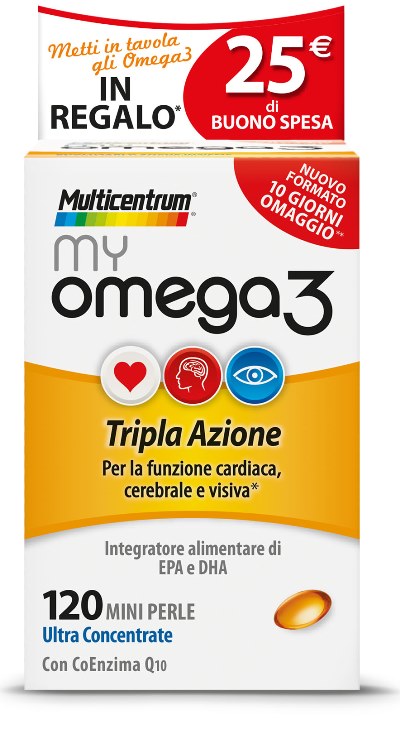 Metti in tavola
gli Omega3
IN
REGALO*
25€
di
BUONO SPESA
NUOVO
FORMATO
10 GIORNI
OMAGGIO**
Multicentrum®
®
my
omega3
Tripla Azione
Per la funzione cardiaca,
cerebrale e visiva*
Integratore alimentare di
EPA e DHA
120 MINI PERLE
Ultra Concentrate
Con CoEnzima Q10